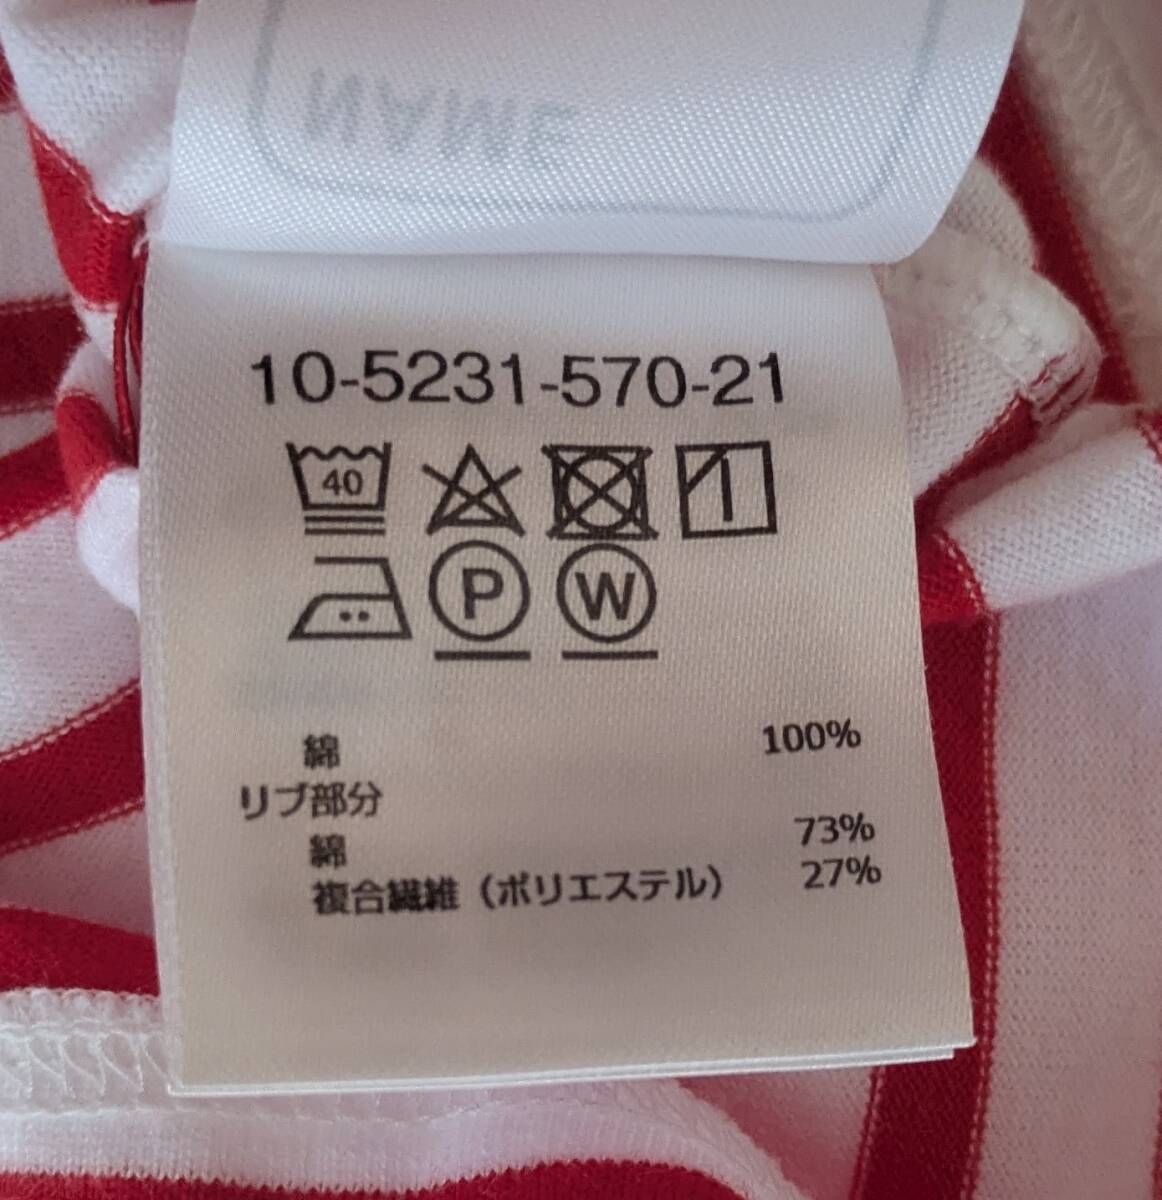 NAME
10-5231-570-21
40
P W
綿 100%
リブ部分
綿 73%
複合繊維（ポリエステル） 27%